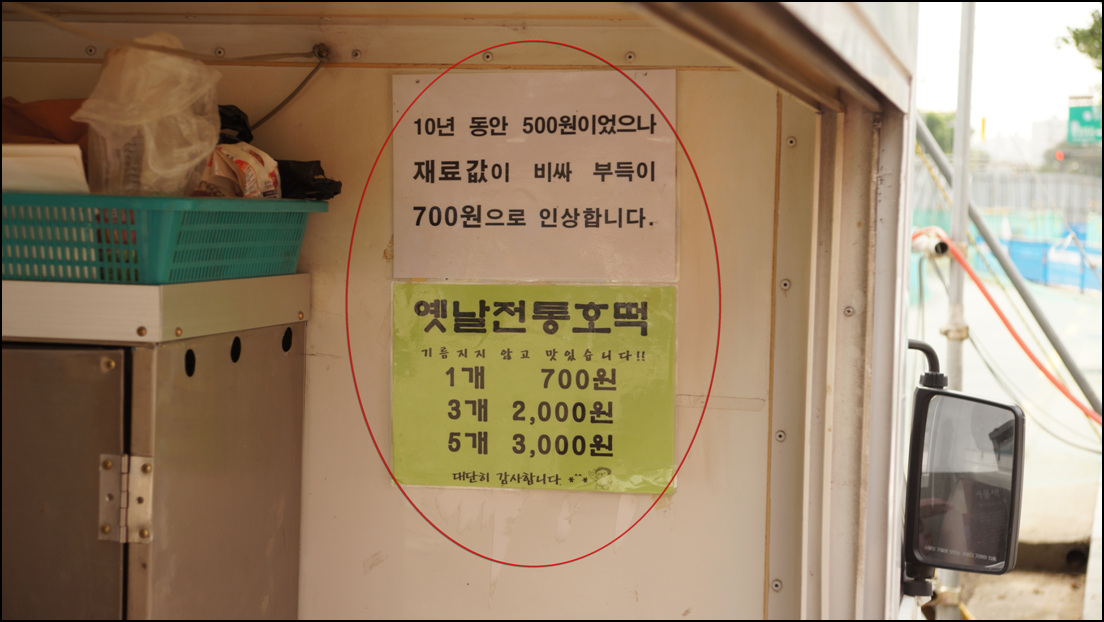 10년 동안 500원이었으나
재료값이 비싸 부득이
700원으로 인상합니다.
옛날전통호떡
기름지지 않고 맛있습니다!!
1개 700원
3개 2,000원
5개 3,000원
대단히 감사합니다. *^^*